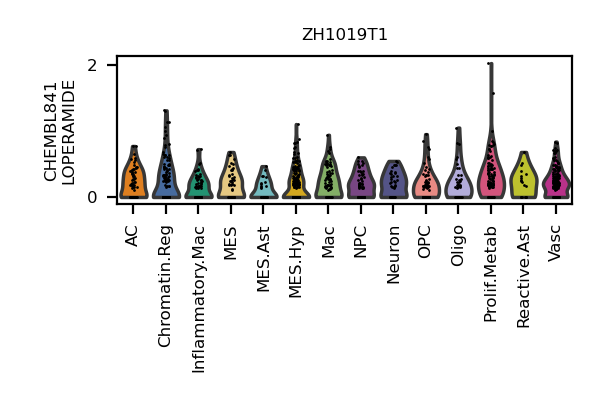 ZH1019T1
CHEMBL841
LOPERAMIDE
2
0
AC
Chromatin.Reg
Inflammatory.Mac
MES
MES.Ast
MES.Hyp
Mac
NPC
Neuron
OPC
Oligo
Prolif.Metab
Reactive.Ast
Vasc